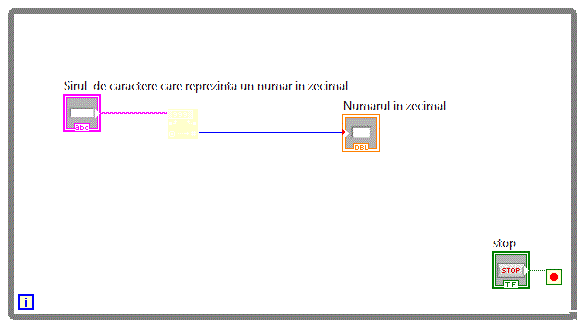 Sirul de caractere care reprezinta un numar in zecimal
abc
Numarul in zecimal
DBL
stop
STOP
TF
i